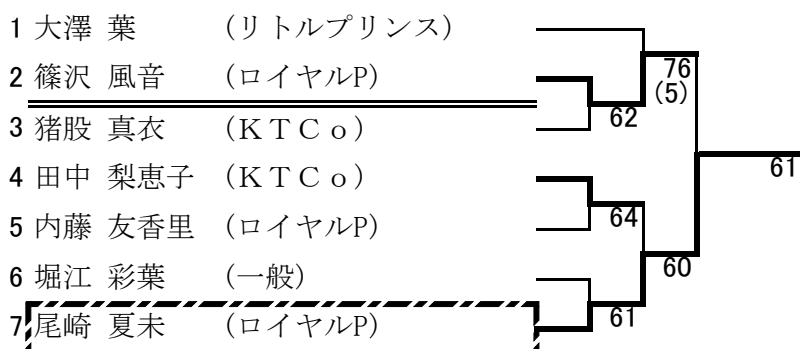 1 大澤 葉 (リトルプリンス)
2 篠沢 風音 (ロイヤルP)
3 猪股 真衣 (ＫＴＣｏ)
4 田中 梨恵子 (ＫＴＣｏ)
5 内藤 友香里 (ロイヤルP)
6 堀江 彩葉 (一般)
7 尾崎 夏未 (ロイヤルP)
76
(5)
62
61
64
60
61